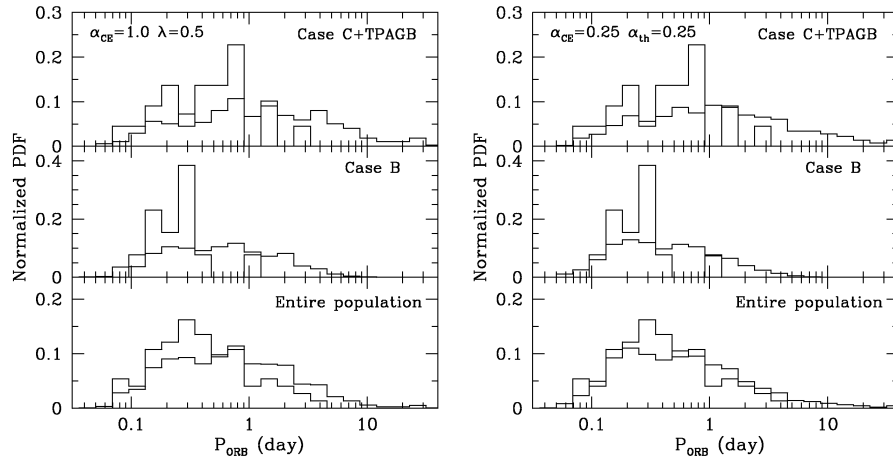 0.3
α_CE=1.0 λ=0.5
Case C+TPAGB
0.2
0.1
0
0.4
Case B
0.2
0
Normalized PDF
0.2
Entire population
0.1
0
0.1
1
10
P_ORB (day)
0.3
α_CE=0.25 α_th=0.25
Case C+TPAGB
0.2
0.1
0
0.4
Case B
0.2
0
Normalized PDF
0.2
Entire population
0.1
0
0.1
1
10
P_ORB (day)